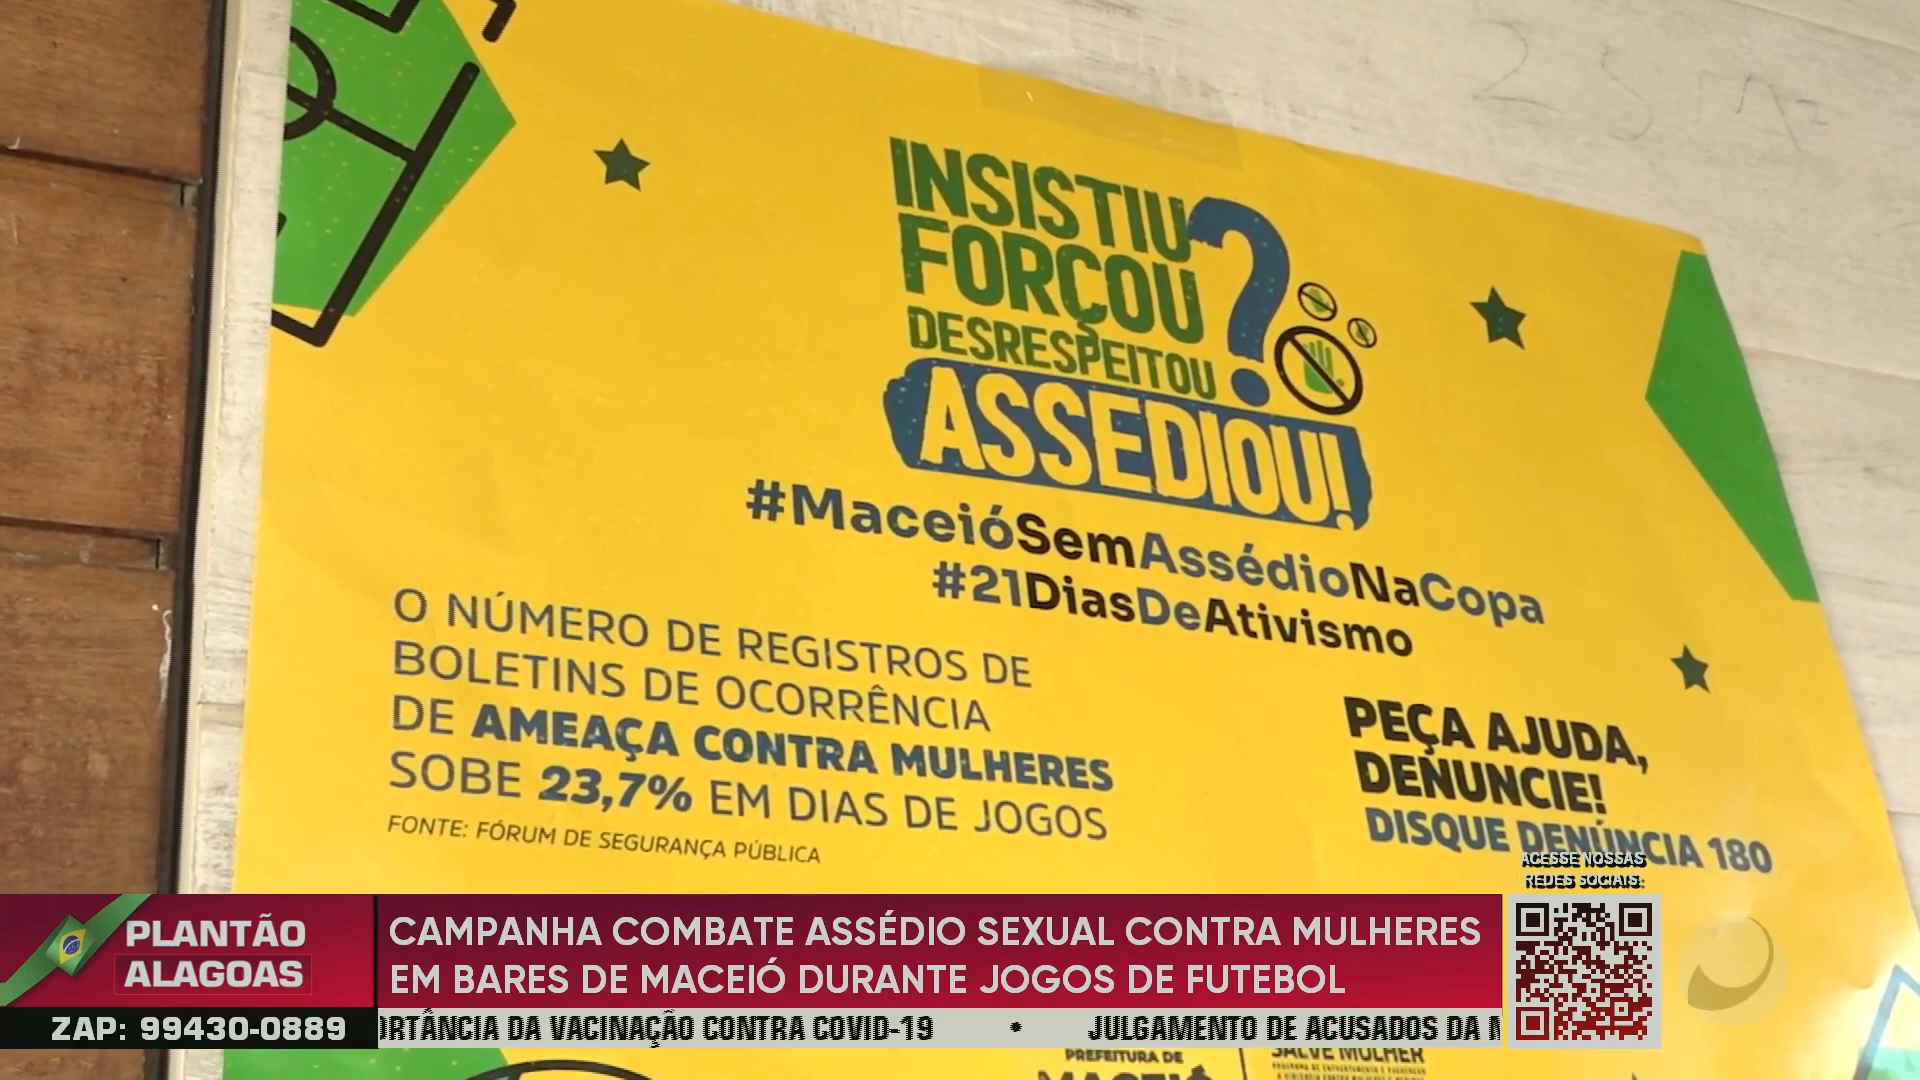 INSISTIU
FORÇOU
DESRESPEITOU
?
ASSEDIOU!
#MaceióSemAssédioNaCopa
#21DiasDeAtivismo
O NÚMERO DE REGISTROS DE
BOLETINS DE OCORRÊNCIA
DE AMEAÇA CONTRA MULHERES
SOBE 23,7% EM DIAS DE JOGOS
FONTE: FÓRUM DE SEGURANÇA PÚBLICA
PEÇA AJUDA,
DENUNCIE!
DISQUE DENÚNCIA 180
ACESSE NOSSAS
REDES SOCIAIS:
PLANTÃO
ALAGOAS
CAMPANHA COMBATE ASSÉDIO SEXUAL CONTRA MULHERES
EM BARES DE MACEIÓ DURANTE JOGOS DE FUTEBOL
ZAP: 99430-0889
DA VACINAÇÃO CONTRA COVID-19 • JULGAMENTO DE ACUSADOS DA
PREFEITURA DE
MACEIÓ
SALVE MULHER